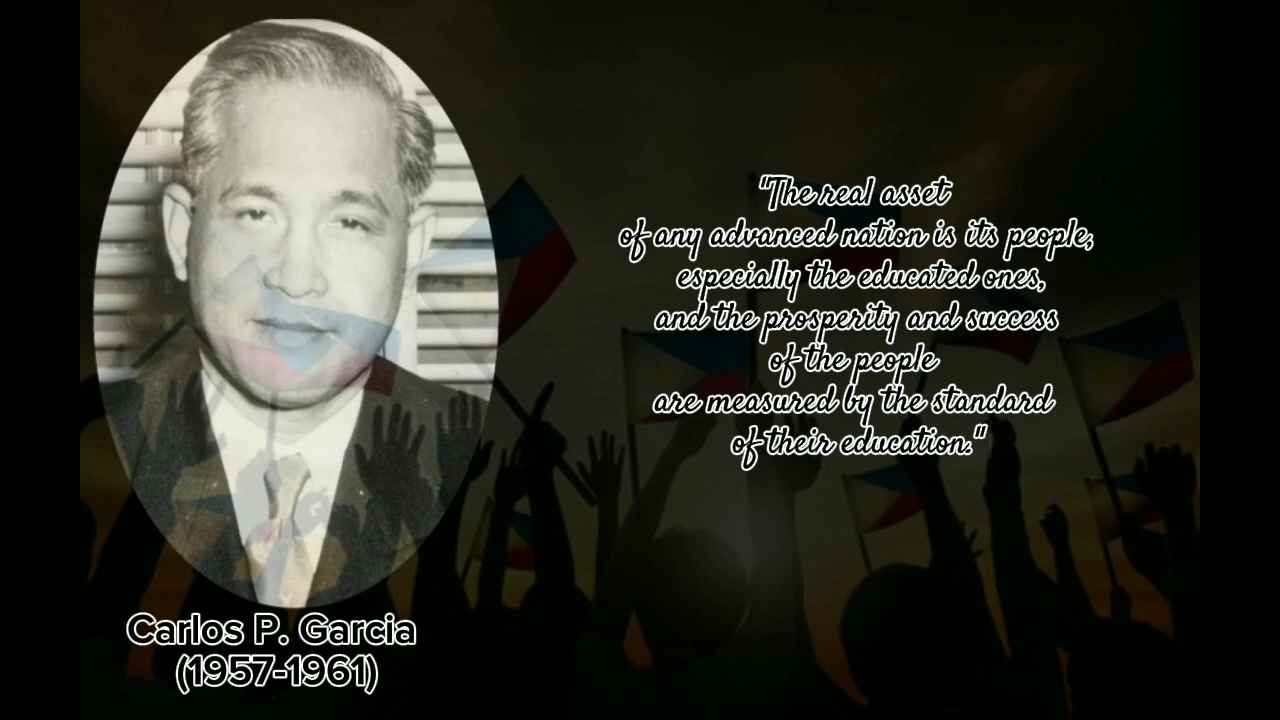 "The real asset
of any advanced nation is its people,
especially the educated ones,
and the prosperity and success
of the people
are measured by the standard
of their education."
Carlos P. Garcia
(1957-1961)